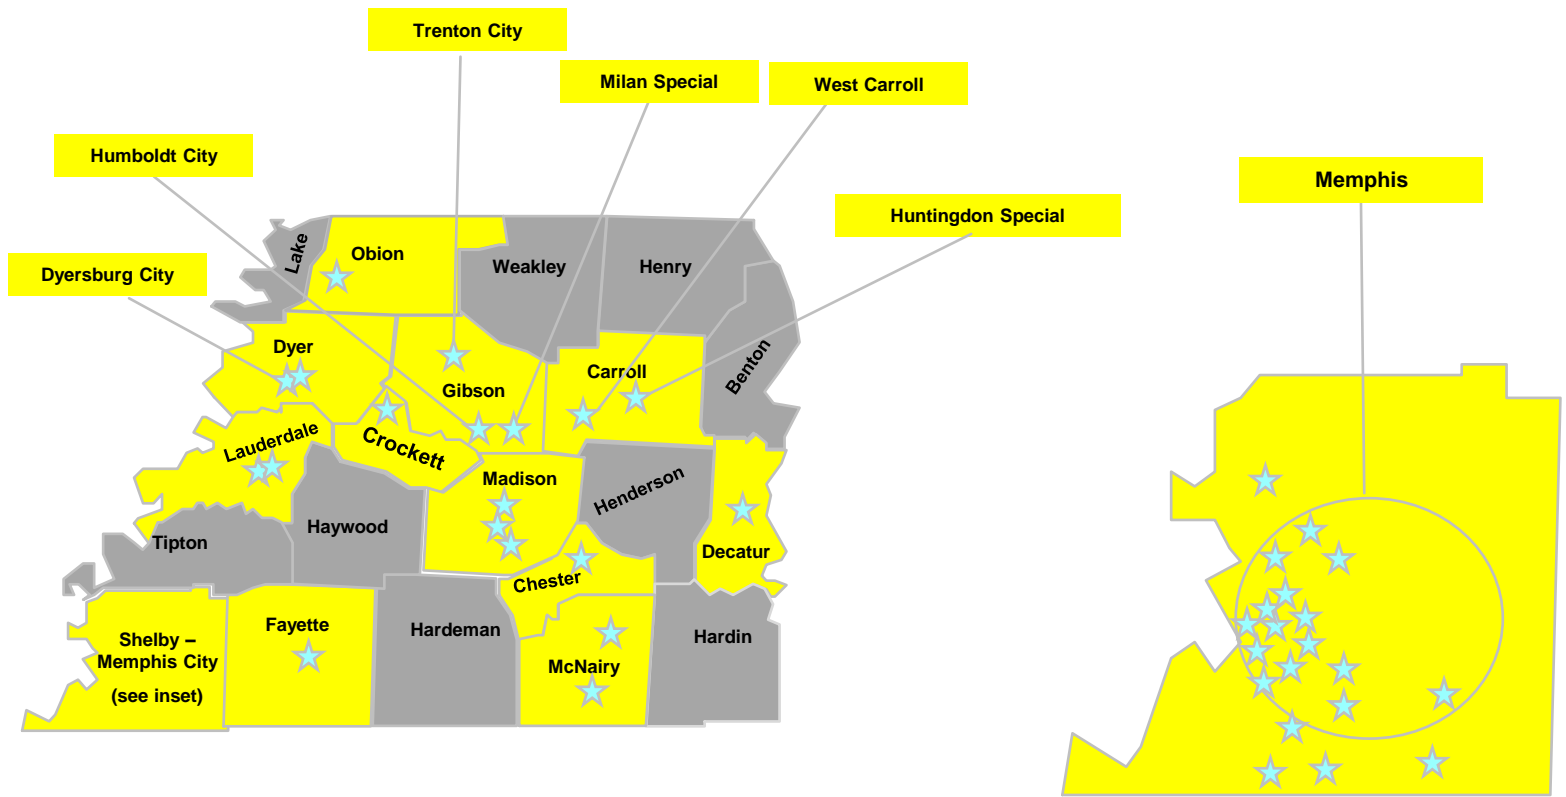 Trenton City
Milan Special
West Carroll
Humboldt City
Memphis
Huntingdon Special
Dyersburg City
Lake
Obion
Weakley
Henry
Dyer
Gibson
Carroll
Benton
Lauderdale
Crockett
Madison
Henderson
Haywood
Tipton
Decatur
Chester
Shelby –
Memphis City
(see inset)
Fayette
Hardeman
McNairy
Hardin